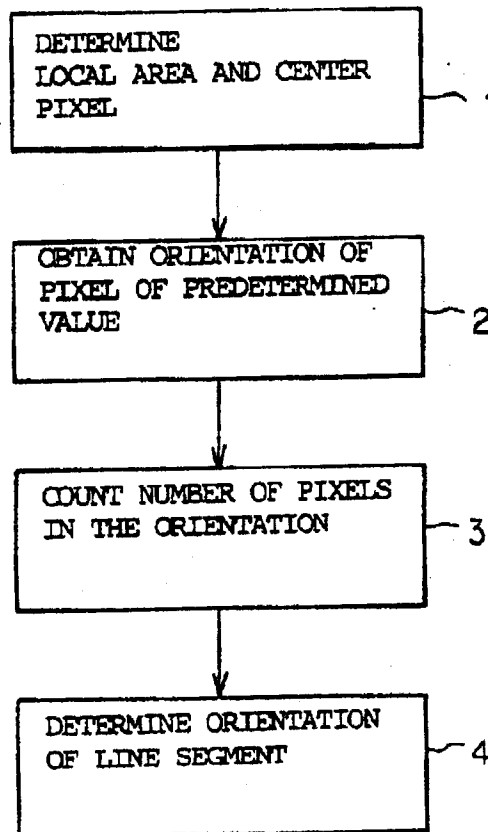 DETERMINE
LOCAL AREA AND CENTER
PIXEL
OBTAIN ORIENTATION OF
PIXEL OF PREDETERMINED
VALUE
2
COUNT NUMBER OF PIXELS
IN THE ORIENTATION
3
DETERMINE ORIENTATION
OF LINE SEGMENT
4